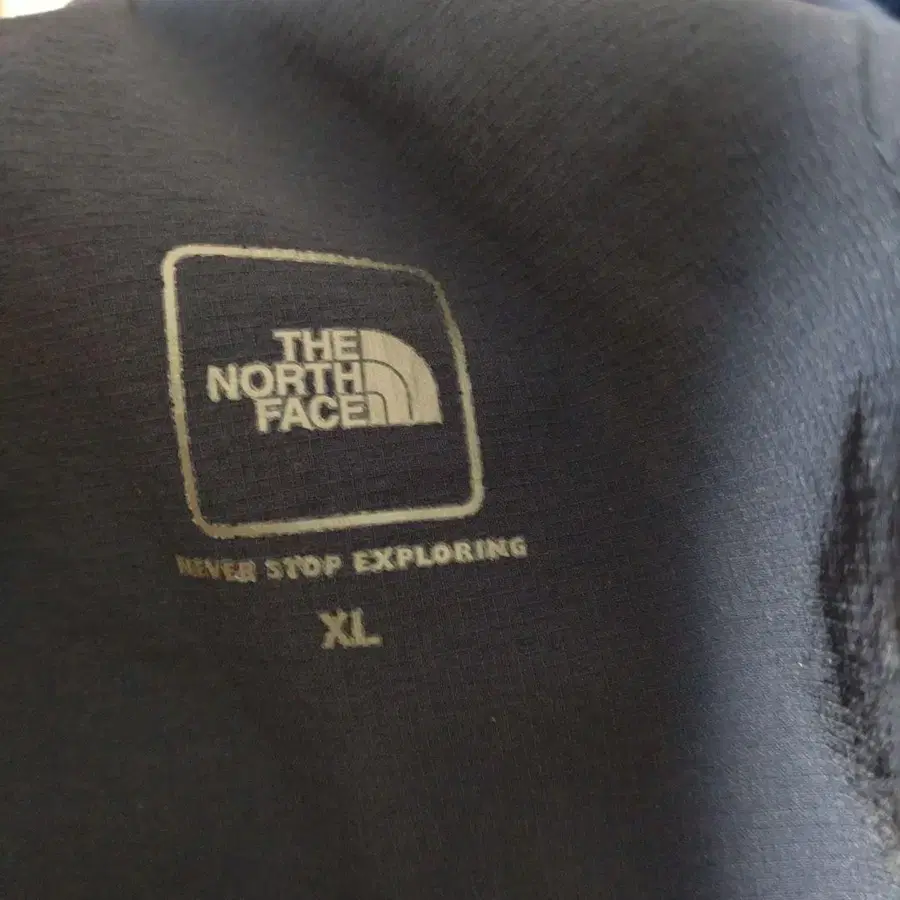 THE
NORTH
FACE
NEVER STOP EXPLORING
XL